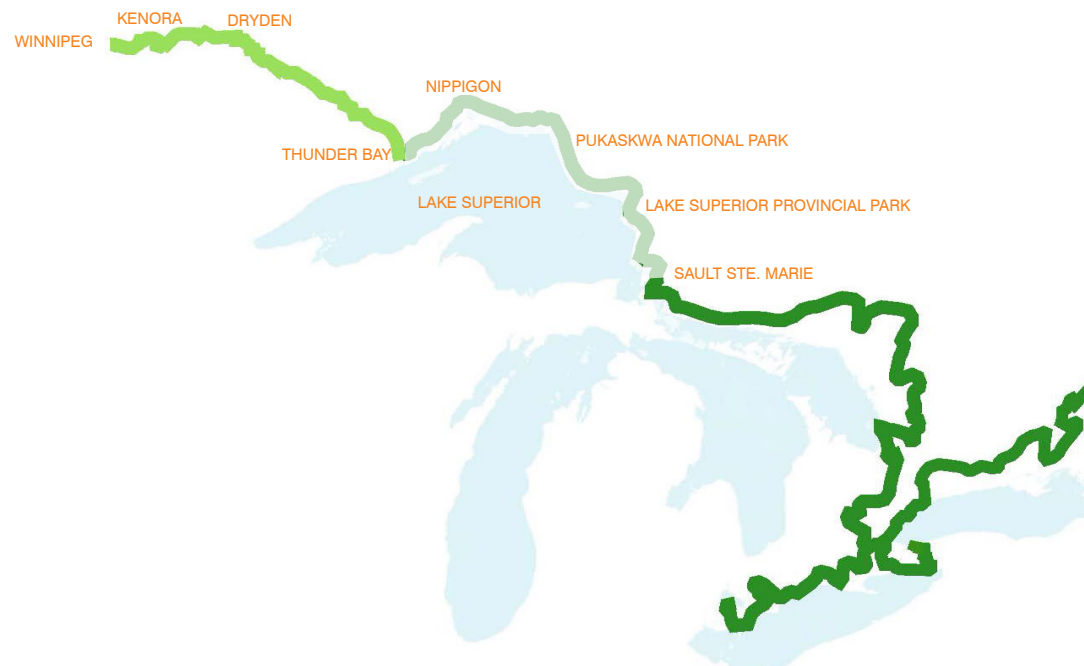 KENORA
DRYDEN
WINNIPEG
NIPPIGON
PUKASKWA NATIONAL PARK
THUNDER BAY
LAKE SUPERIOR
LAKE SUPERIOR PROVINCIAL PARK
SAULT STE. MARIE